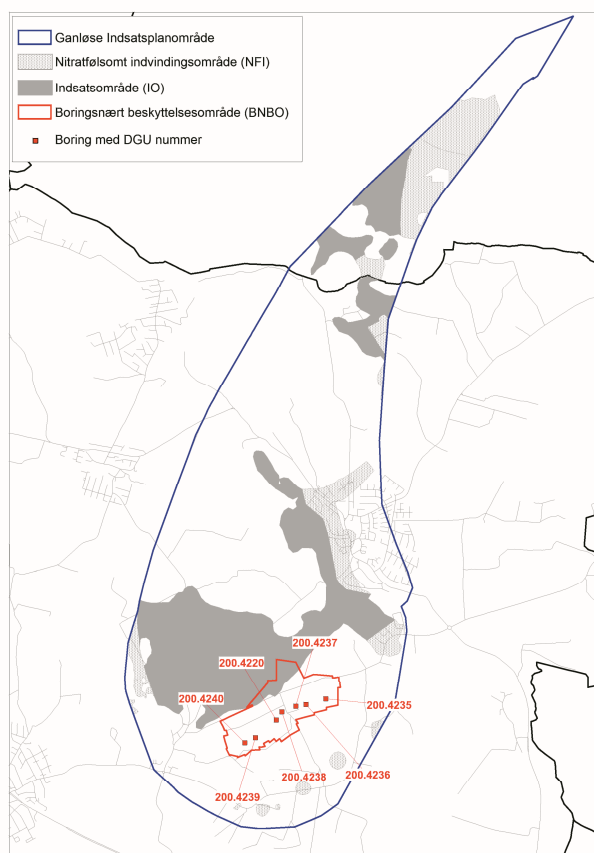 Ganløse Indsatsplanområde
Nitratfølsomt indvindingsområde (NFI)
Indsatsområde (IO)
Boringsnært beskyttelsesområde (BNBO)
Boring med DGU nummer
200.4237
200.4220
200.4240
200.4235
200.4236
200.4238
200.4239